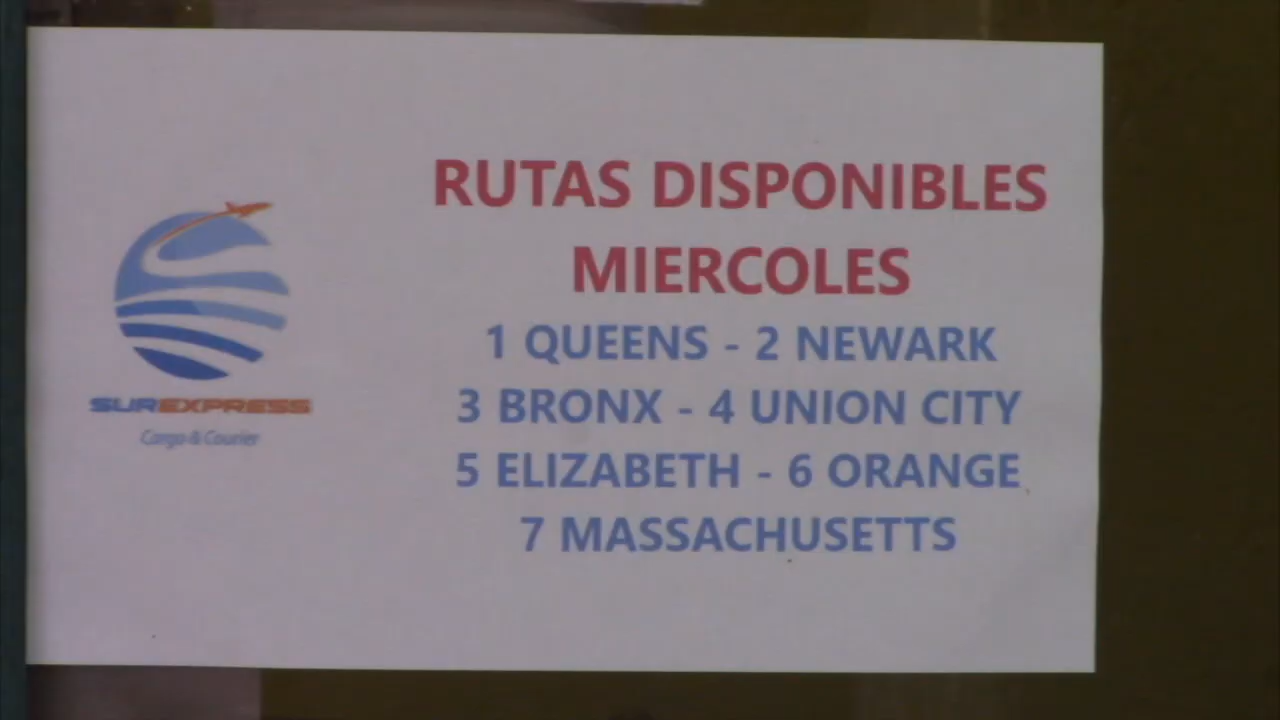 RUTAS DISPONIBLES
MIERCOLES
1 QUEENS - 2 NEWARK
3 BRONX - 4 UNION CITY
5 ELIZABETH - 6 ORANGE
7 MASSACHUSETTS
SUREXPRESS
Cargo & Courier